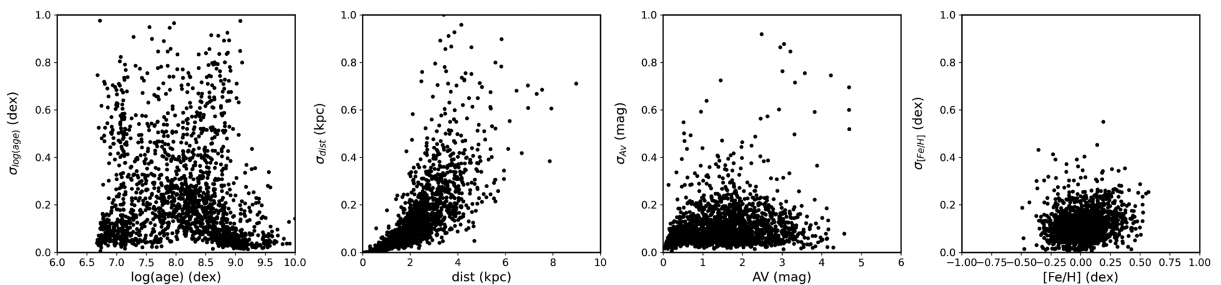 1.0
0.8
0.6
0.4
0.2
0.0
σlog(age) (dex)
6.0 6.5 7.0 7.5 8.0 8.5 9.0 9.5 10.0
log(age) (dex)
1.0
0.8
0.6
0.4
0.2
0.0
σdist (kpc)
0 2 4 6 8 10
dist (kpc)
1.0
0.8
0.6
0.4
0.2
0.0
σAv (mag)
0 1 2 3 4 5 6
AV (mag)
1.0
0.8
0.6
0.4
0.2
0.0
σ[Fe/H] (dex)
−1.00−0.75−0.50−0.25 0.00 0.25 0.50 0.75 1.00
[Fe/H] (dex)